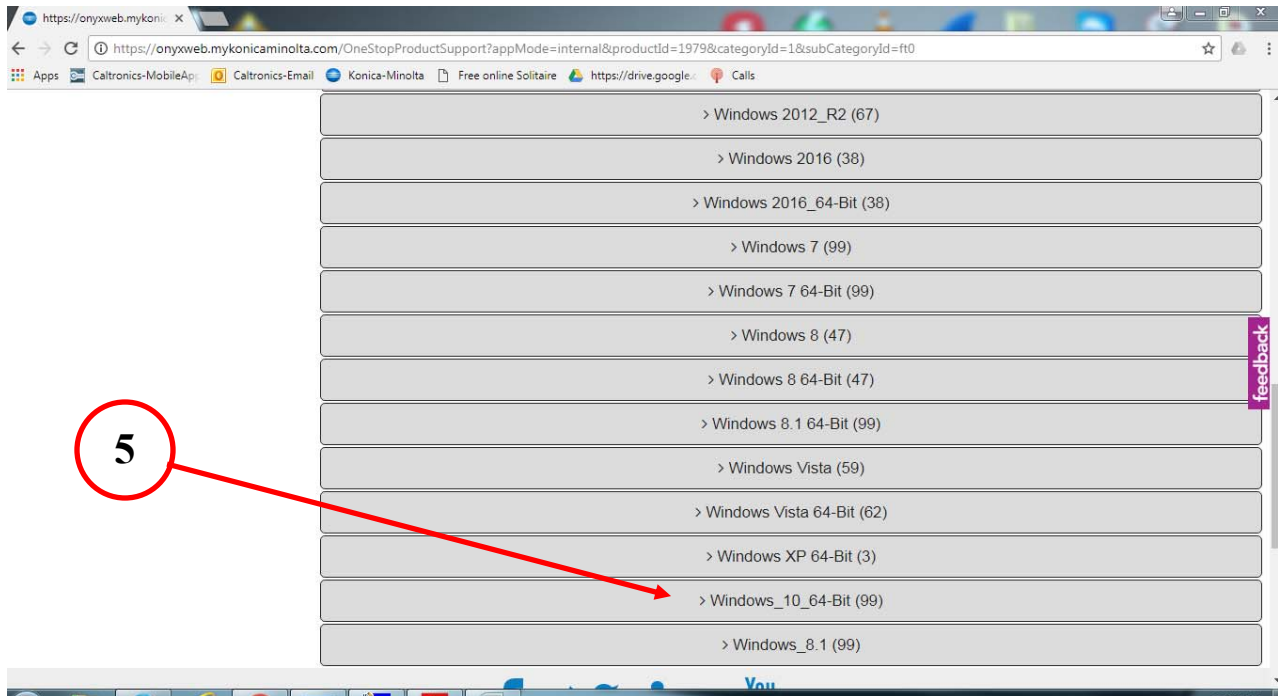 https://onyxweb.mykonic
https://onyxweb.mykonicaminolta.com/OneStopProductSupport?appMode=internal&productId=1979&categoryId=1&subCategoryId=ft0
Apps Caltronics-MobileAp Caltronics-Email Konica-Minolta Free online Solitaire https://drive.google.c Calls
> Windows 2012_R2 (67)
> Windows 2016 (38)
> Windows 2016_64-Bit (38)
> Windows 7 (99)
> Windows 7 64-Bit (99)
> Windows 8 (47)
feedback
> Windows 8 64-Bit (47)
> Windows 8.1 64-Bit (99)
5
> Windows Vista (59)
> Windows Vista 64-Bit (62)
> Windows XP 64-Bit (3)
> Windows_10_64-Bit (99)
> Windows_8.1 (99)
You